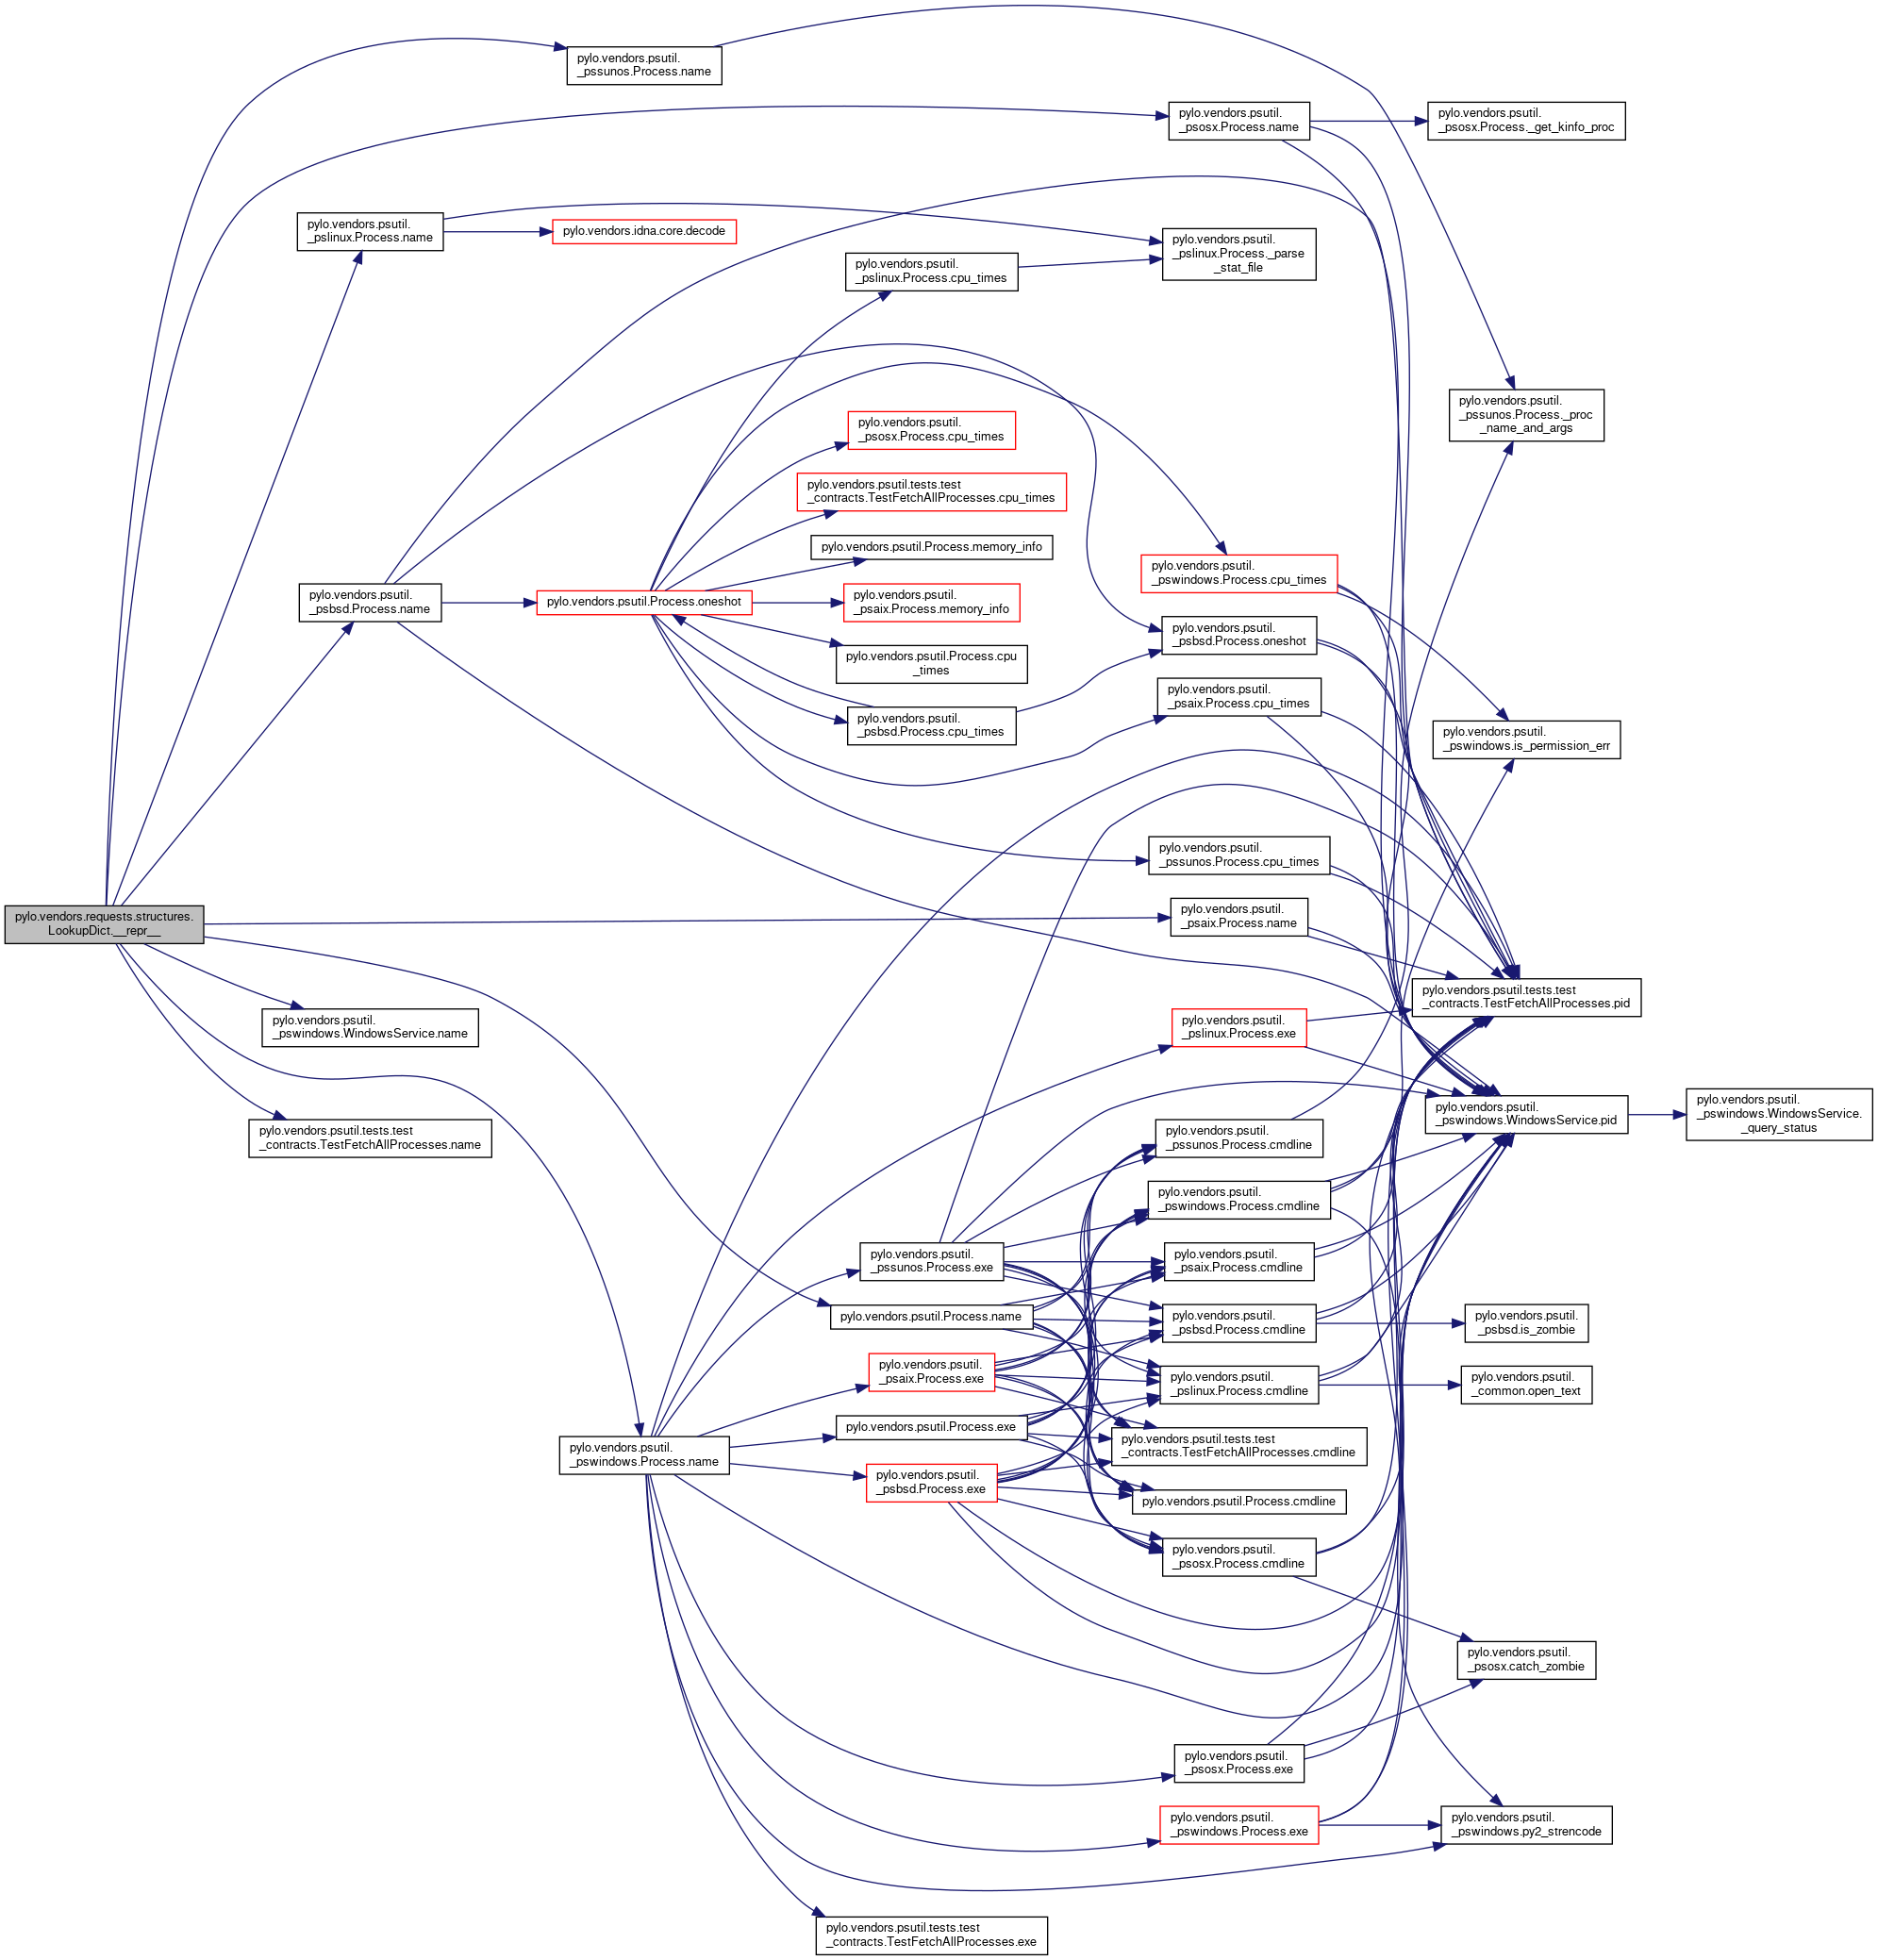 pylo.vendors.psutil.
_pssunos.Process.name
pylo.vendors.psutil.
_psosx.Process.name
pylo.vendors.psutil.
_psosx.Process._get_kinfo_proc
pylo.vendors.psutil.
_pslinux.Process.name
pylo.vendors.idna.core.decode
pylo.vendors.psutil.
_pslinux.Process._parse
_stat_file
pylo.vendors.psutil.
_pslinux.Process.cpu_times
pylo.vendors.psutil.
_pssunos.Process._proc
_name_and_args
pylo.vendors.psutil.
_psosx.Process.cpu_times
pylo.vendors.psutil.tests.test
_contracts.TestFetchAllProcesses.cpu_times
pylo.vendors.psutil.Process.memory_info
pylo.vendors.psutil.
_pswindows.Process.cpu_times
pylo.vendors.psutil.
_psbsd.Process.name
pylo.vendors.psutil.Process.oneshot
pylo.vendors.psutil.
_psaix.Process.memory_info
pylo.vendors.psutil.
_psbsd.Process.oneshot
pylo.vendors.psutil.Process.cpu
_times
pylo.vendors.psutil.
_psaix.Process.cpu_times
pylo.vendors.psutil.
_psbsd.Process.cpu_times
pylo.vendors.psutil.
_pswindows.is_permission_err
pylo.vendors.psutil.
_pssunos.Process.cpu_times
pylo.vendors.requests.structures.
LookupDict.__repr__
pylo.vendors.psutil.
_psaix.Process.name
pylo.vendors.psutil.tests.test
_contracts.TestFetchAllProcesses.pid
pylo.vendors.psutil.
_pswindows.WindowsService.name
pylo.vendors.psutil.
_pslinux.Process.exe
pylo.vendors.psutil.
_pswindows.WindowsService.pid
pylo.vendors.psutil.
_pswindows.WindowsService.
_query_status
pylo.vendors.psutil.tests.test
_contracts.TestFetchAllProcesses.name
pylo.vendors.psutil.
_pssunos.Process.cmdline
pylo.vendors.psutil.
_pswindows.Process.cmdline
pylo.vendors.psutil.
_pssunos.Process.exe
pylo.vendors.psutil.
_psaix.Process.cmdline
pylo.vendors.psutil.Process.name
pylo.vendors.psutil.
_psbsd.Process.cmdline
pylo.vendors.psutil.
_psbsd.is_zombie
pylo.vendors.psutil.
_psaix.Process.exe
pylo.vendors.psutil.
_pslinux.Process.cmdline
pylo.vendors.psutil.
_common.open_text
pylo.vendors.psutil.Process.exe
pylo.vendors.psutil.tests.test
_contracts.TestFetchAllProcesses.cmdline
pylo.vendors.psutil.
_pswindows.Process.name
pylo.vendors.psutil.
_psbsd.Process.exe
pylo.vendors.psutil.Process.cmdline
pylo.vendors.psutil.
_psosx.Process.cmdline
pylo.vendors.psutil.
_psosx.catch_zombie
pylo.vendors.psutil.
_psosx.Process.exe
pylo.vendors.psutil.
_pswindows.Process.exe
pylo.vendors.psutil.
_pswindows.py2_strencode
pylo.vendors.psutil.tests.test
_contracts.TestFetchAllProcesses.exe